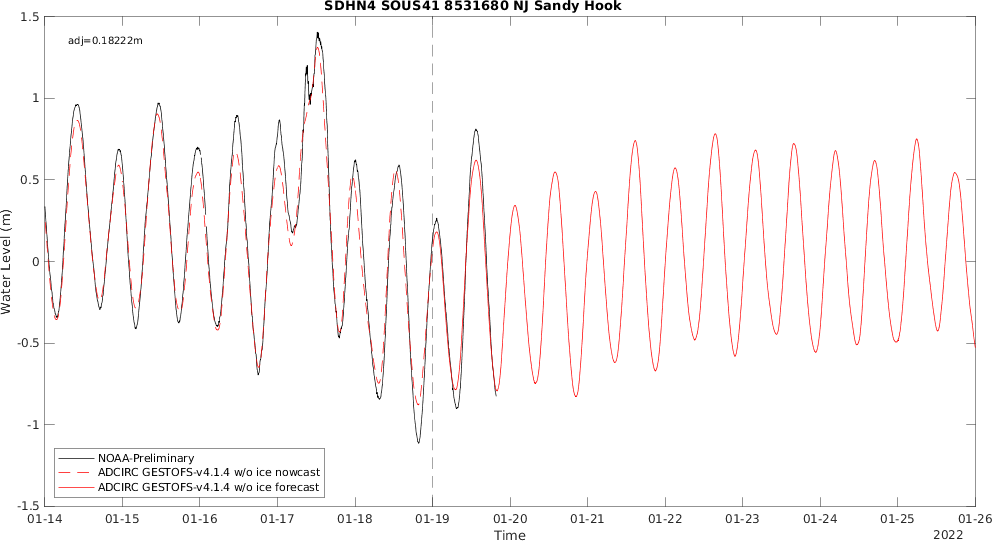 SDHN4 SOUS41 8531680 NJ Sandy Hook
adj=0.18222m
Water Level (m)
1.5
1
0.5
0
-0.5
-1
-1.5
NOAA-Preliminary
ADCIRC GESTOFS-v4.1.4 w/o ice nowcast
ADCIRC GESTOFS-v4.1.4 w/o ice forecast
01-14 01-15 01-16 01-17 01-18 01-19 01-20 01-21 01-22 01-23 01-24 01-25 01-26
Time
2022